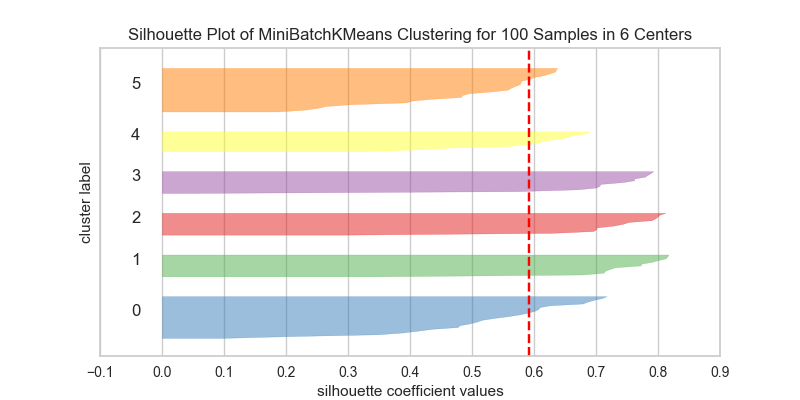 Silhouette Plot of MiniBatchKMeans Clustering for 100 Samples in 6 Centers
5
4
3
2
1
0
cluster label
−0.1 0.0 0.1 0.2 0.3 0.4 0.5 0.6 0.7 0.8 0.9
silhouette coefficient values